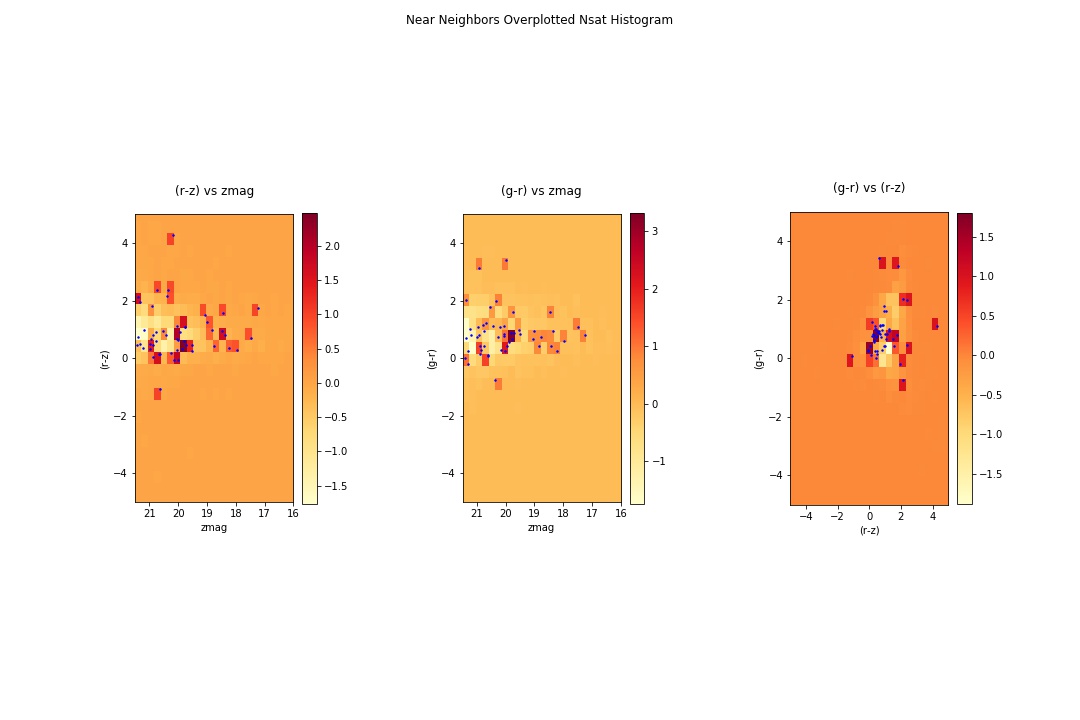 Near Neighbors Overplotted Nsat Histogram
(r-z) vs zmag
(r-z)
4
2
0
−2
−4
21 20 19 18 17 16
zmag
2.0
1.5
1.0
0.5
0.0
−0.5
−1.0
−1.5
(g-r) vs zmag
(g-r)
4
2
0
−2
−4
21 20 19 18 17 16
zmag
3
2
1
0
−1
(g-r) vs (r-z)
(g-r)
4
2
0
−2
−4
−4 −2 0 2 4
(r-z)
1.5
1.0
0.5
0.0
−0.5
−1.0
−1.5